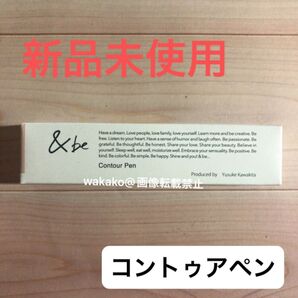 新品未使用
&be
Have a dream. Love people, love family, love yourself. Learn more and be creative. Be
free. Listen to your heart. Have a sense of humor and laugh often. Be passionate. Be
grateful. Be thoughtful. Be honest. Share your love. Share your beauty. Believe in
yourself. Sleep well, eat well, moisturize well. Embrace your sensuality. Be positive. Be
kind. Be colorful. Be simple. Be happy. Shine and you! & be...
Contour Pen
wakako@画像転載禁止
Produced by Yusuke Kawakita
コントゥアペン